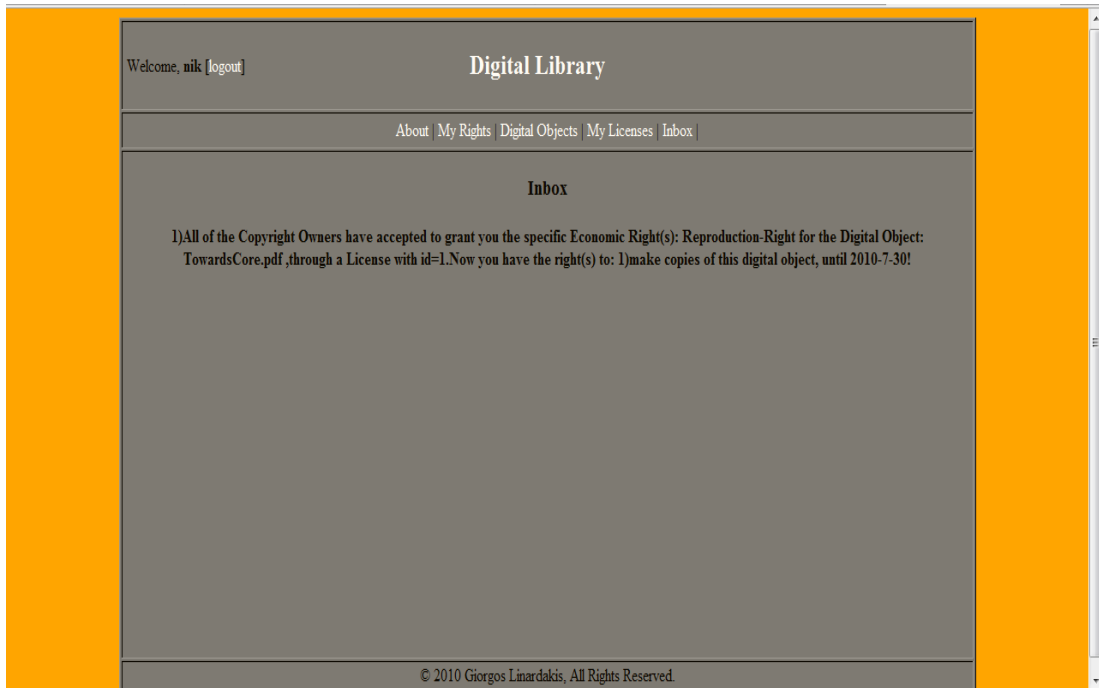 Welcome, nik [logout]
Digital Library
About | My Rights | Digital Objects | My Licenses | Inbox |
Inbox
1)All of the Copyright Owners have accepted to grant you the specific Economic Right(s): Reproduction-Right for the Digital Object:
TowardsCore.pdf ,through a License with id=1.Now you have the right(s) to: 1)make copies of this digital object, until 2010-7-30!
© 2010 Giorgos Linardakis, All Rights Reserved.